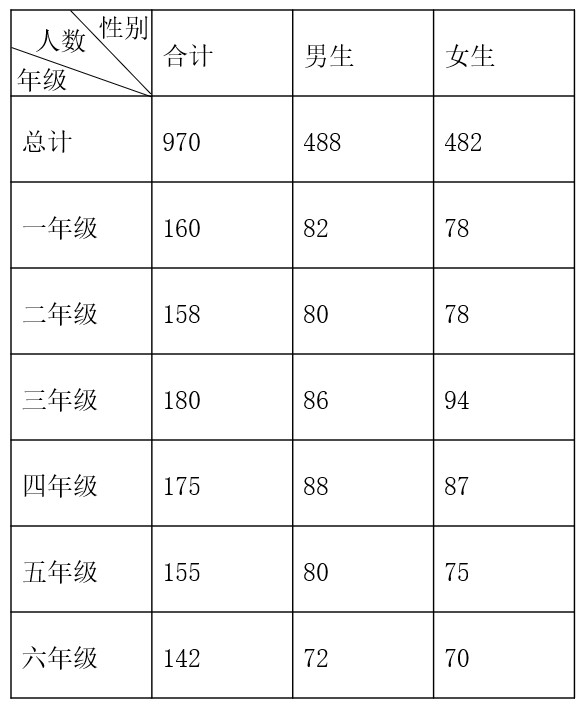 性别
人数
年级
合计 男生 女生
总计 970 488 482
一年级 160 82 78
二年级 158 80 78
三年级 180 86 94
四年级 175 88 87
五年级 155 80 75
六年级 142 72 70